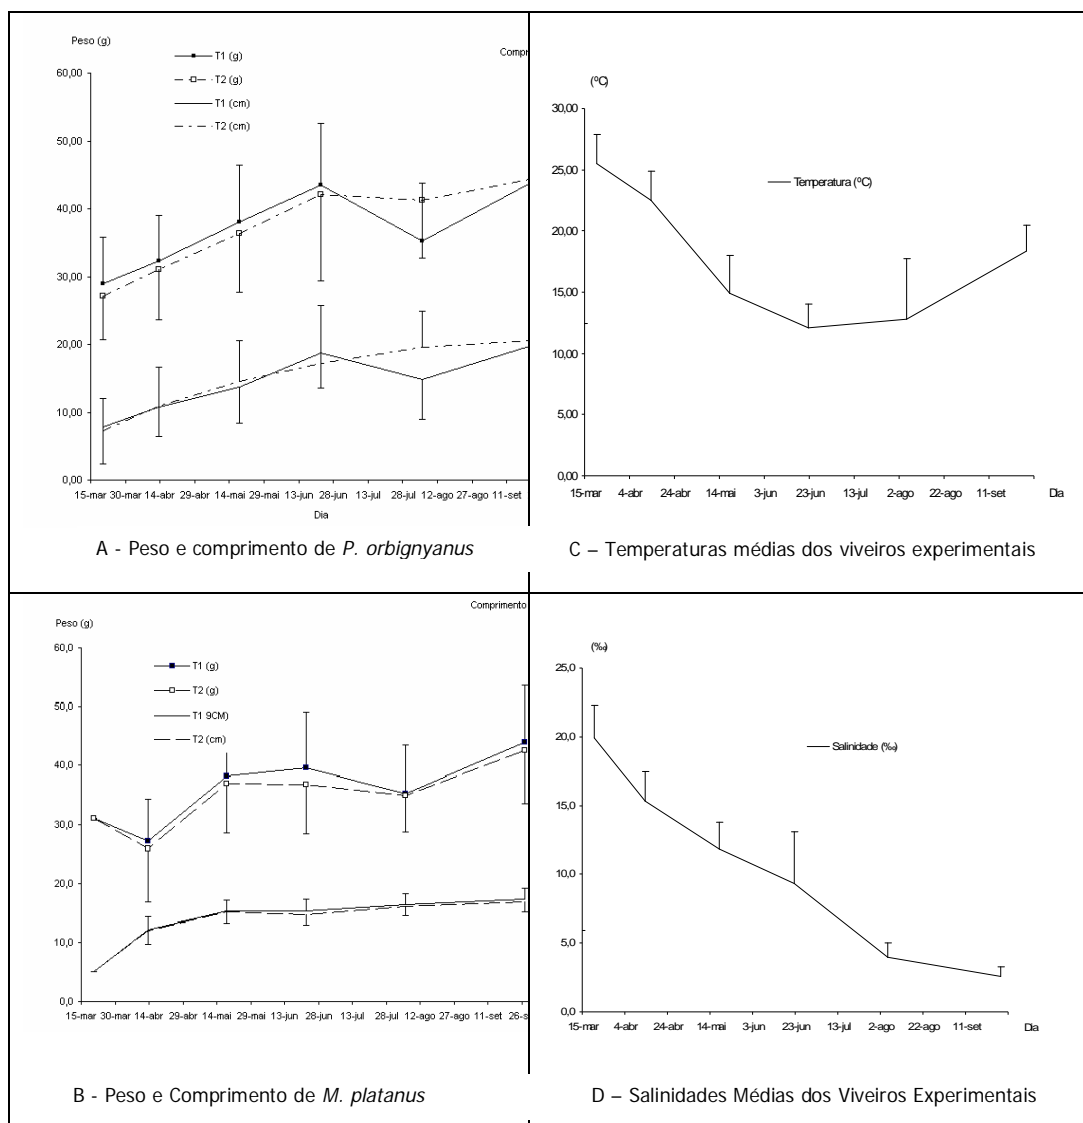 Peso (g)
Compr
T1 (g)
T2 (g)
T1 (cm)
T2 (cm)
60,00
50,00
40,00
30,00
20,00
10,00
0,00
15-mar 30-mar 14-abr 29-abr 14-mai 29-mai 13-jun 28-jun 13-jul 28-jul 12-ago 27-ago 11-set
Dia
A - Peso e comprimento de P. orbignyanus
(ºC)
30,00
25,00
20,00
15,00
10,00
5,00
0,00
Temperatura (ºC)
15-mar 4-abr 24-abr 14-mai 3-jun 23-jun 13-jul 2-ago 22-ago 11-set Dia
C – Temperaturas médias dos viveiros experimentais
Comprimento
Peso (g)
60,0
50,0
40,0
30,0
20,0
10,0
0,0
T1 (g)
T2 (g)
T1 9CM)
T2 (cm)
15-mar 30-mar 14-abr 29-abr 14-mai 29-mai 13-jun 28-jun 13-jul 28-jul 12-ago 27-ago 11-set 26-s
B - Peso e Comprimento de M. platanus
(‰)
25,0
20,0
15,0
10,0
5,0
0,0
Salinidade (‰)
15-mar 4-abr 24-abr 14-mai 3-jun 23-jun 13-jul 2-ago 22-ago 11-set Dia
D – Salinidades Médias dos Viveiros Experimentais